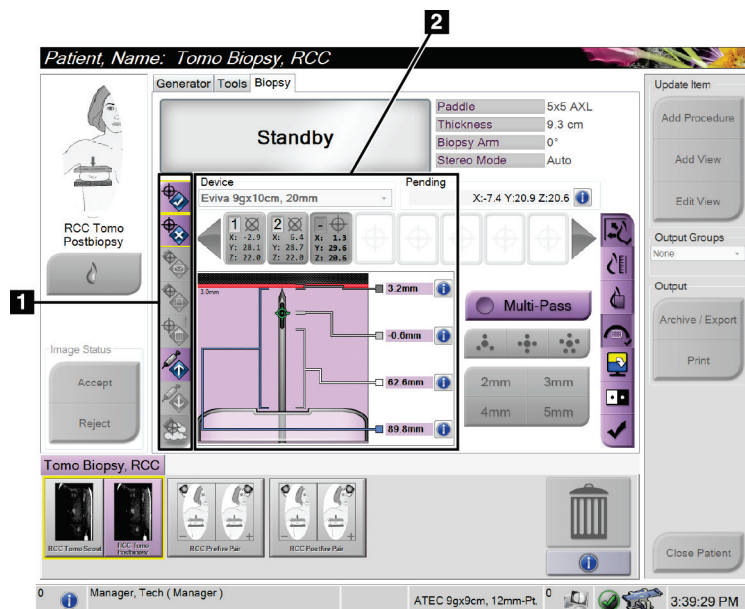 2
Patient, Name: Tomo Biopsy, RCC
Generator Tools Biopsy
Update Item
Standby
Paddle 5x5 AXL
Thickness 9.3 cm
Biopsy Arm 0°
Stereo Mode Auto
Add Procedure
Add View
Edit View
Device
Pending
Eviva 9gx10cm, 20mm
X:-7.4 Y:20.9 Z:20.6
1
X: -2.9
Y: 28.1
Z: 22.0
2
X: 6.4
Y: 28.7
Z: 22.0
-
X: 1.3
Y: 29.6
Z: 20.6
RCC Tomo
Postbiopsy
Output Groups
None
Output
Archive / Export
Print
1
3.0mm
3.2mm
-0.6mm
62.6mm
89.8mm
Multi-Pass
2mm 3mm
4mm 5mm
Image Status
Accept
Reject
Tomo Biopsy, RCC
RCC Tomo Scout
RCC Tomo
Postbiopsy
RCC Prefire Pair
RCC Postfire Pair
Close Patient
0
Manager, Tech ( Manager )
ATEC 9gx9cm, 12mm-Pt.
0
3:39:29 PM